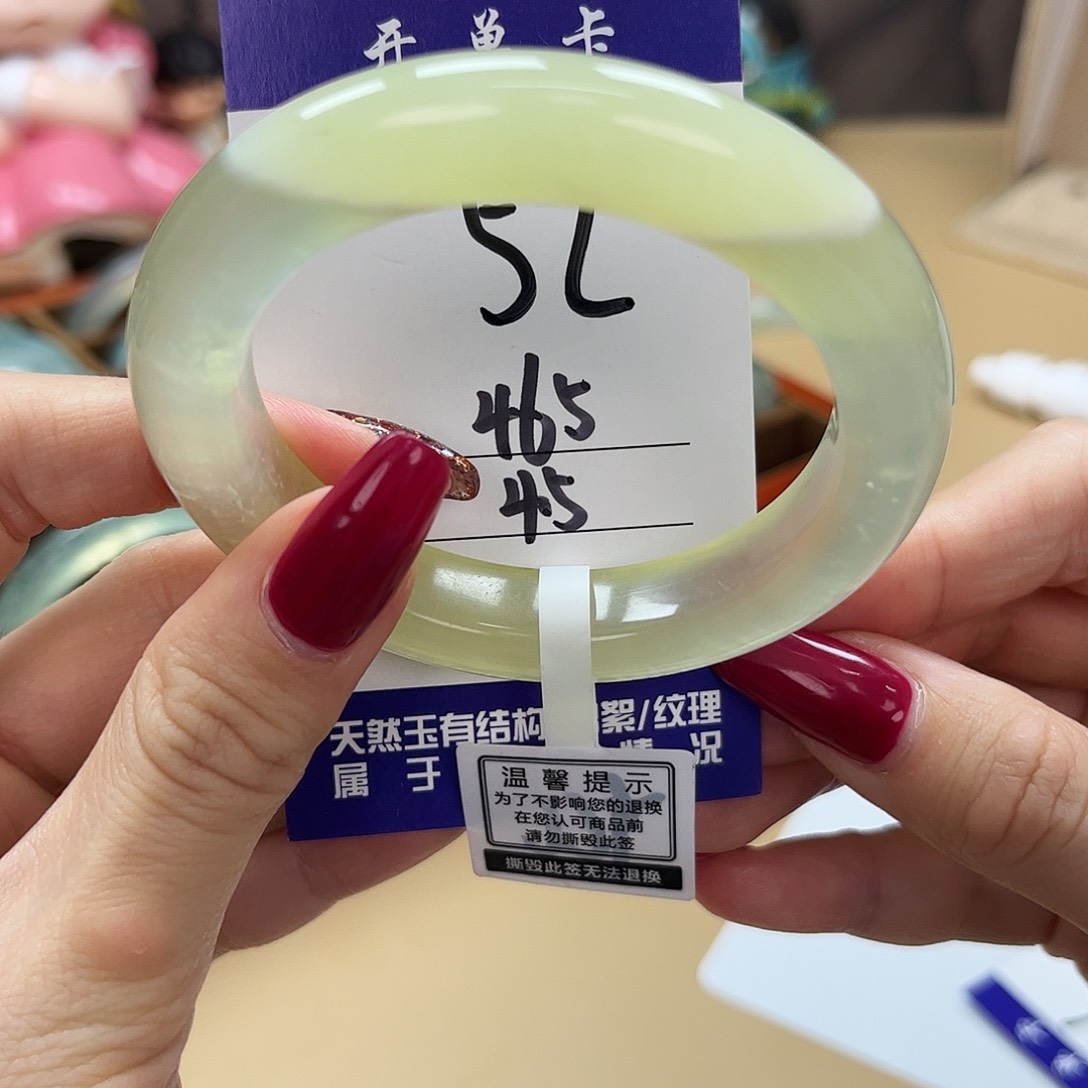 开单卡
52
465
45
天然玉有结构 絮/纹理
属于 情况
温馨提示
为了不影响您的退换
在您认可商品前
请勿撕毁此签
撕毁此签无法退换